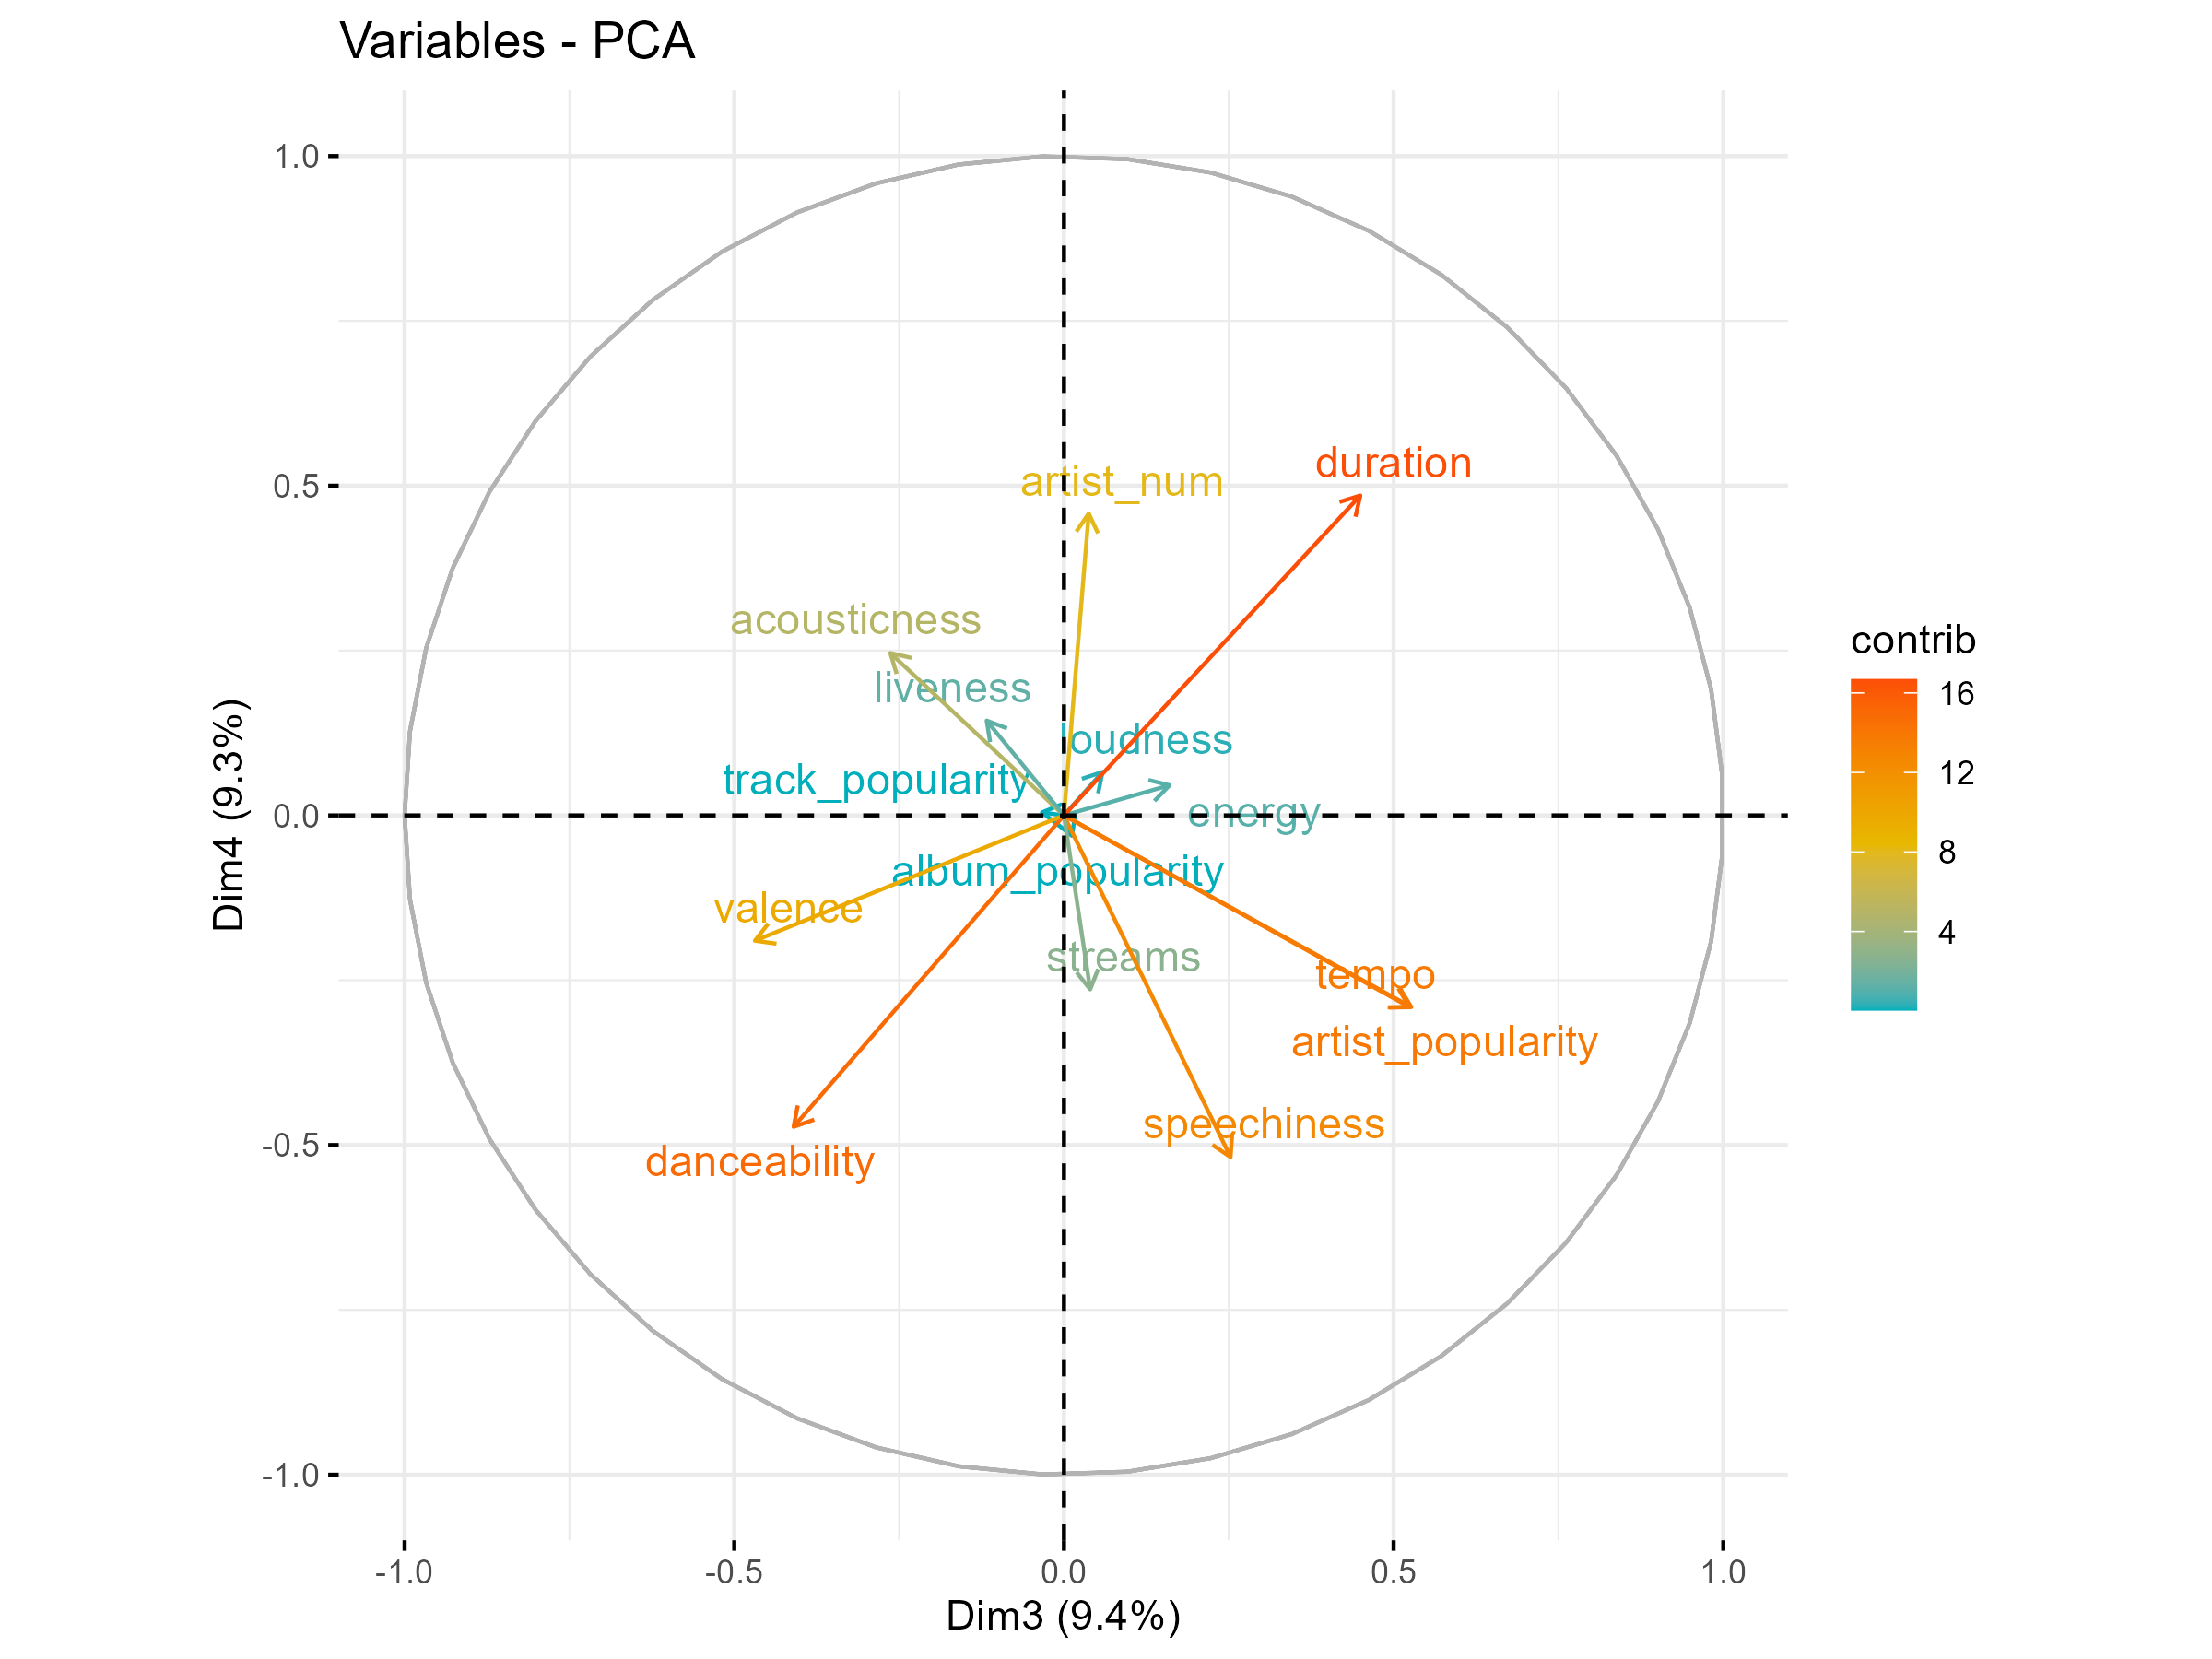 Variables - PCA
1.0
0.5
0.0
-0.5
-1.0
Dim4 (9.3%)
duration
artist_num
acousticness
liveness
loudness
track_popularity
energy
album_popularity
valence
streams
tempo
artist_popularity
speechiness
danceability
-1.0
-0.5
0.0
0.5
1.0
Dim3 (9.4%)
contrib
16
12
8
4